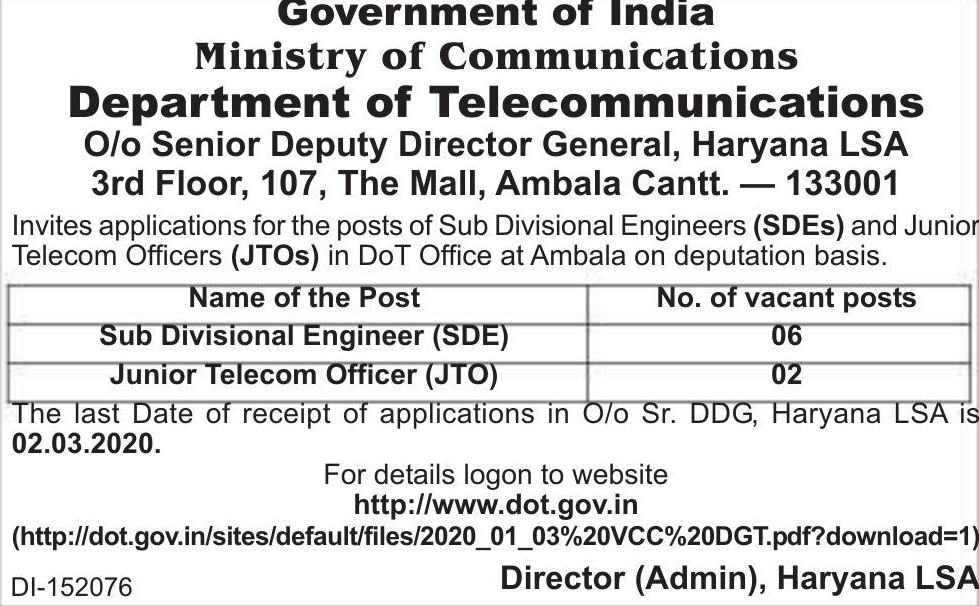 Government of India
Ministry of Communications
Department of Telecommunications
O/o Senior Deputy Director General, Haryana LSA
3rd Floor, 107, The Mall, Ambala Cantt. — 133001
Invites applications for the posts of Sub Divisional Engineers (SDEs) and Junior
Telecom Officers (JTOs) in DoT Office at Ambala on deputation basis.
Name of the Post No. of vacant posts
Sub Divisional Engineer (SDE) 06
Junior Telecom Officer (JTO) 02
The last Date of receipt of applications in O/o Sr. DDG, Haryana LSA is
02.03.2020.
For details logon to website
http://www.dot.gov.in
(http://dot.gov.in/sites/default/files/2020_01_03%20VCC%20DGT.pdf?download=1)
DI-152076 Director (Admin), Haryana LSA